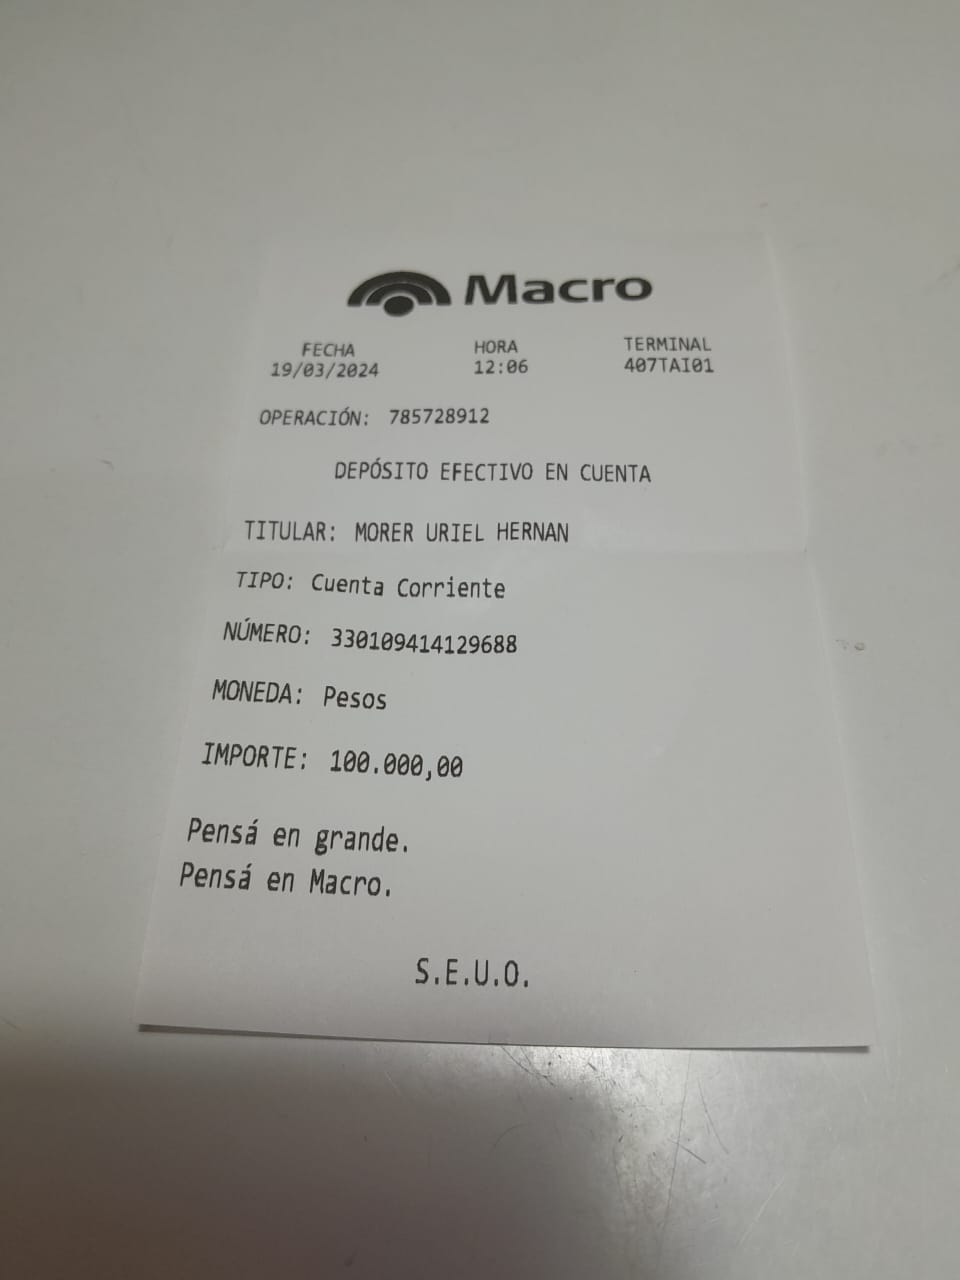 Macro
FECHA HORA TERMINAL
19/03/2024 12:06 407TAI01
OPERACIÓN: 785728912
DEPÓSITO EFECTIVO EN CUENTA
TITULAR: MORER URIEL HERNAN
TIPO: Cuenta Corriente
NÚMERO: 330109414129688
MONEDA: Pesos
IMPORTE: 100.000,00
Pensá en grande.
Pensá en Macro.
S.E.U.O.